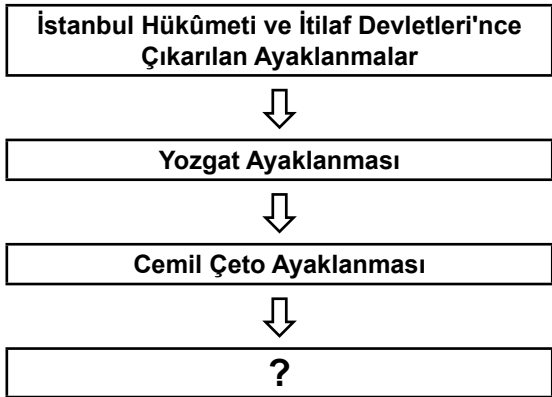 İstanbul Hükûmeti ve İtilaf Devletleri'nce
Çıkarılan Ayaklanmalar
Yozgat Ayaklanması
Cemil Çeto Ayaklanması
?